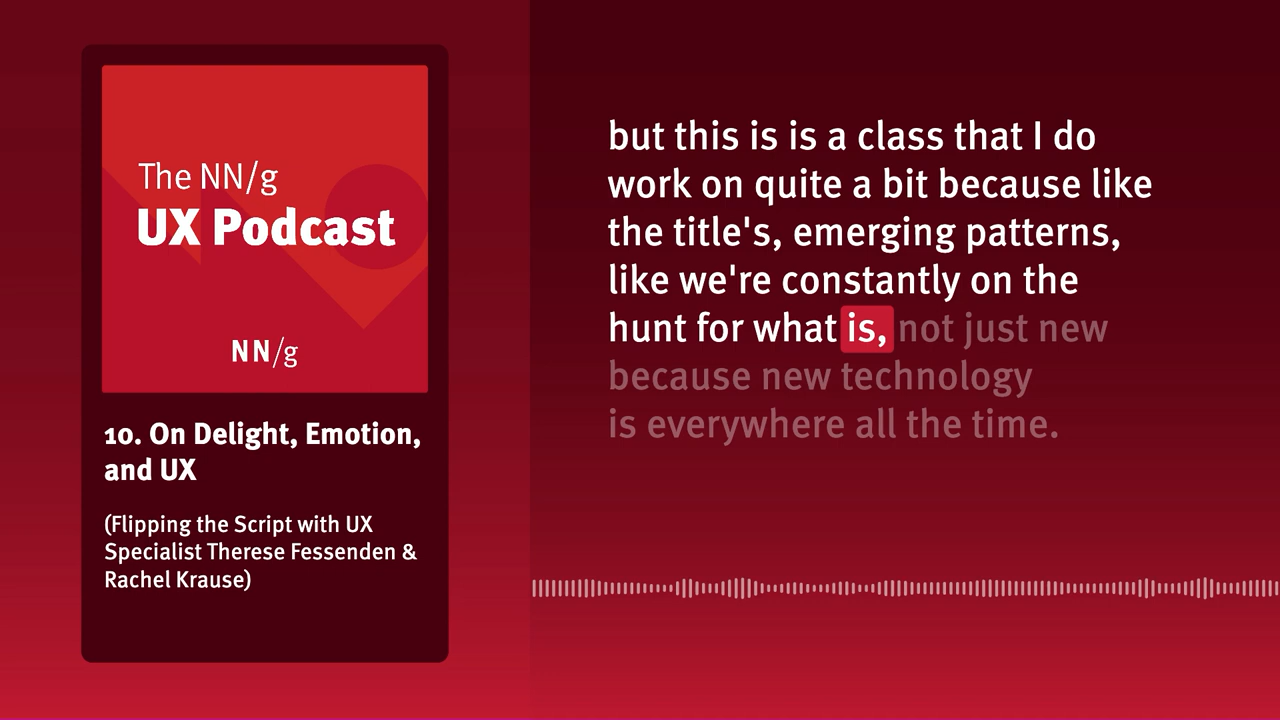 The NN/g
UX Podcast
NN/g
10. On Delight, Emotion,
and UX
(Flipping the Script with UX
Specialist Therese Fessenden &
Rachel Krause)
but this is is a class that I do
work on quite a bit because like
the title's, emerging patterns,
like we're constantly on the
hunt for what is, not just new
because new technology
is everywhere all the time.